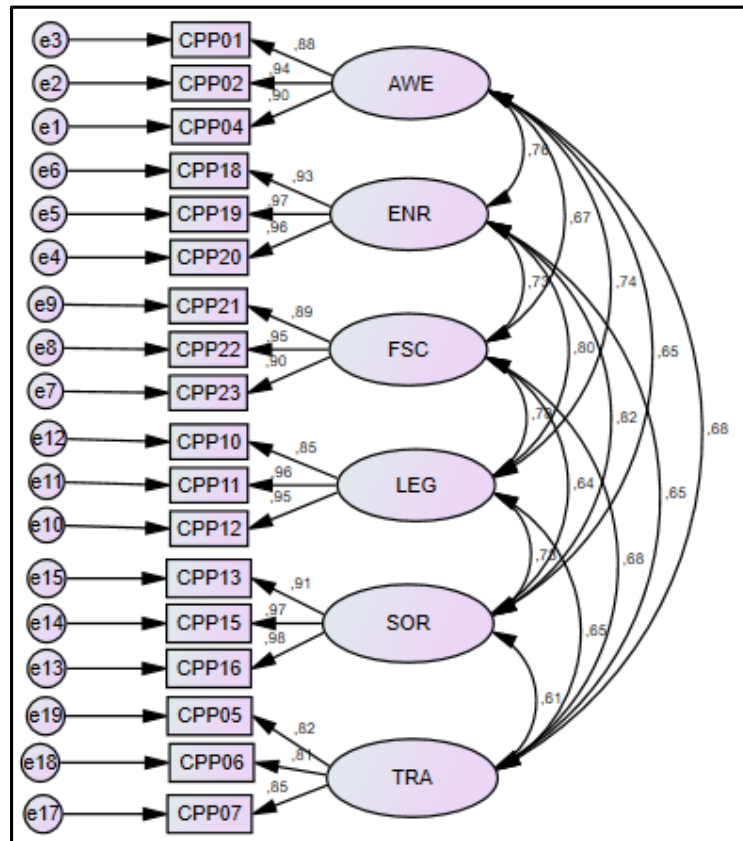 e3 CPP01 ,88
e2 CPP02 ,94 AWE
e1 CPP04 ,90
,76
e6 CPP18 ,93
e5 CPP19 ,97 ENR ,67
e4 CPP20 ,96
,73 ,74
e9 CPP21 ,89
e8 CPP22 ,95 FSC ,80 ,65
e7 CPP23 ,90
,82 ,68
e12 CPP10 ,85
e11 CPP11 ,96 LEG ,64 ,65
e10 CPP12 ,95
,68
e15 CPP13 ,91
e14 CPP15 ,97 SOR ,65
e13 CPP16 ,98
,61
e19 CPP05 ,82
e18 CPP06 ,81
e17 CPP07 ,85 TRA